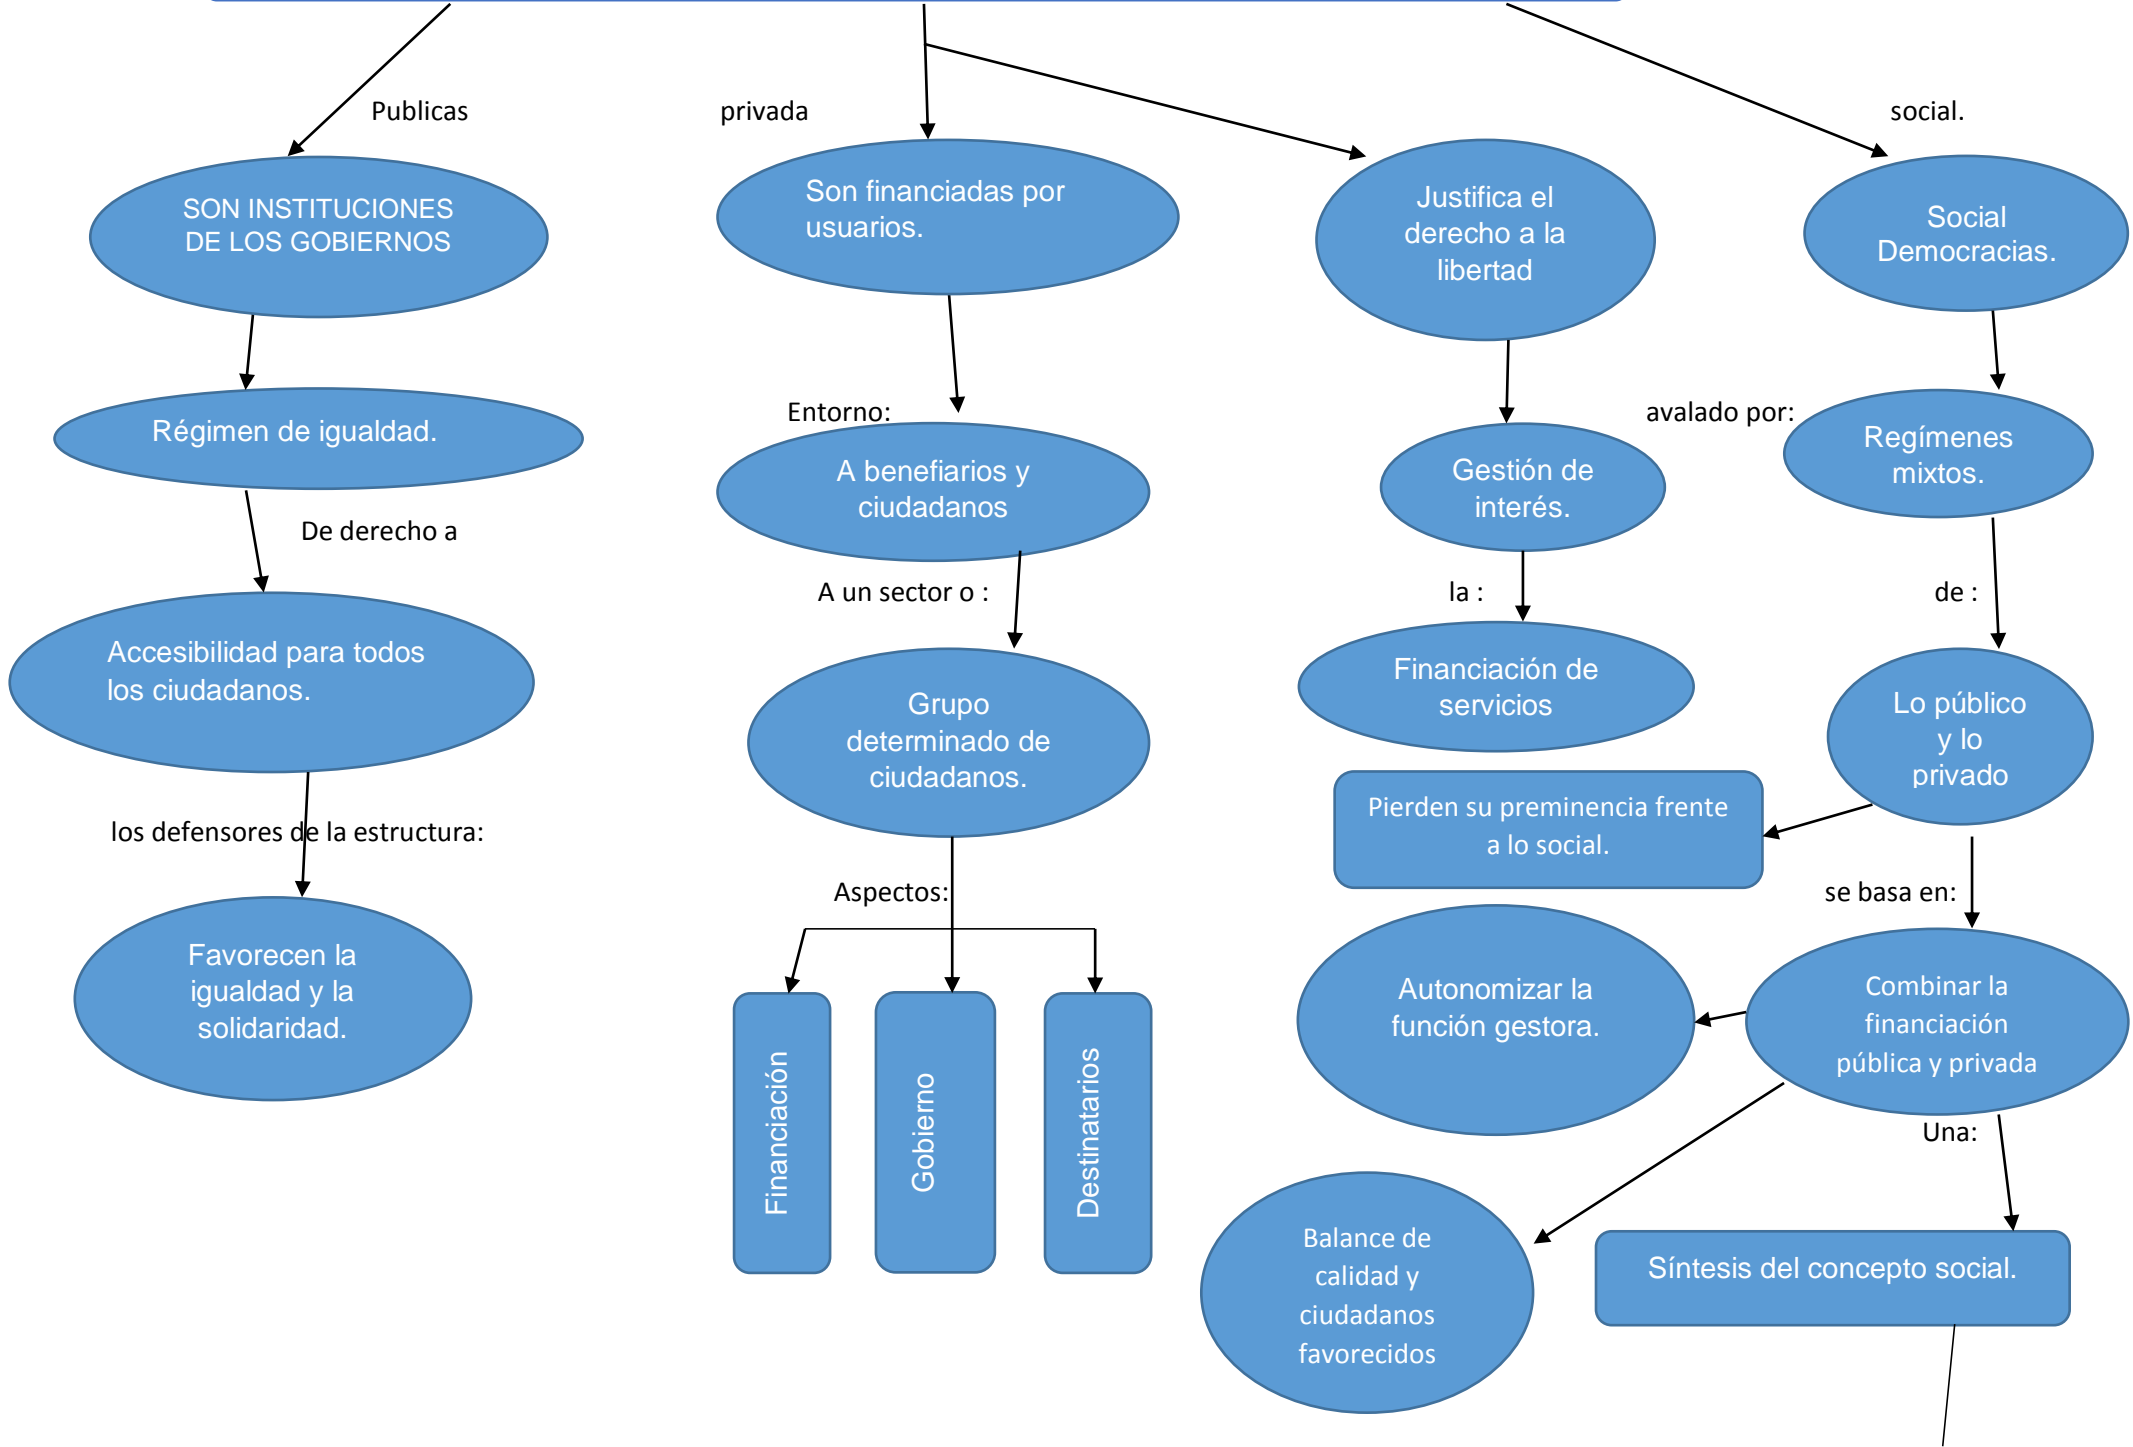 Publicas
privada
social.
SON INSTITUCIONES
DE LOS GOBIERNOS
Son financiadas por
usuarios.
Justifica el
derecho a la
libertad
Social
Democracias.
Régimen de igualdad.
Entorno:
A benefiarios y
ciudadanos
Gestión de
interés.
avalado por:
Regímenes
mixtos.
De derecho a
A un sector o :
la :
de :
Accesibilidad para todos
los ciudadanos.
Grupo
determinado de
ciudadanos.
Financiación de
servicios
Lo público
y lo
privado
Pierden su preminencia frente
a lo social.
los defensores de la estructura:
Aspectos:
se basa en:
Favorecen la
igualdad y la
solidaridad.
Financiación
Gobierno
Destinatarios
Autonomizar la
función gestora.
Combinar la
financiación
pública y privada
Una:
Balance de
calidad y
ciudadanos
favorecidos
Síntesis del concepto social.